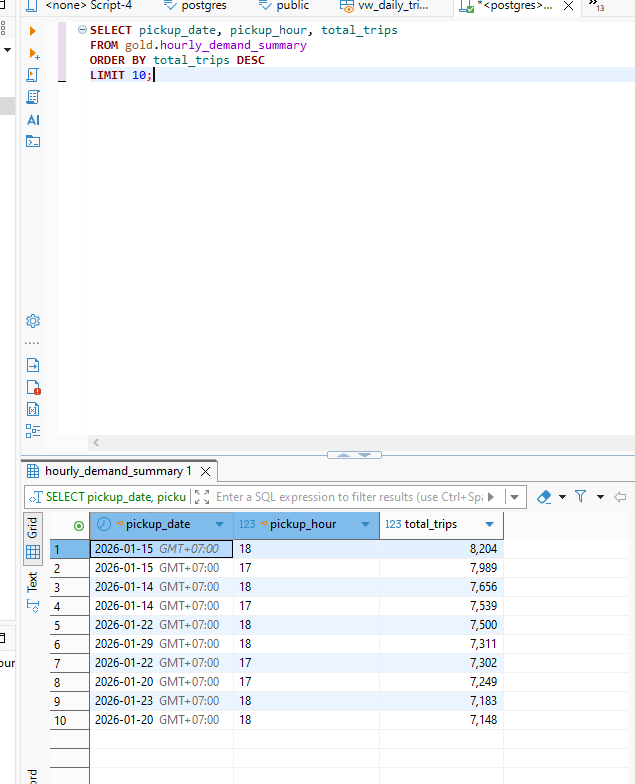 <none> Script-4 postgres public vw_daily_tri... *<postgres>... 13
SELECT pickup_date, pickup_hour, total_trips
FROM gold.hourly_demand_summary
ORDER BY total_trips DESC
LIMIT 10;
AI
hourly_demand_summary 1
SELECT pickup_date, picku Enter a SQL expression to filter results (use Ctrl+Spa
Grid
Text
pickup_date 123 pickup_hour 123 total_trips
1 2026-01-15 GMT+07:00 18 8,204
2 2026-01-15 GMT+07:00 17 7,989
3 2026-01-14 GMT+07:00 18 7,656
4 2026-01-14 GMT+07:00 17 7,539
5 2026-01-22 GMT+07:00 18 7,500
6 2026-01-29 GMT+07:00 18 7,311
7 2026-01-22 GMT+07:00 17 7,302
8 2026-01-20 GMT+07:00 17 7,249
9 2026-01-23 GMT+07:00 18 7,183
10 2026-01-20 GMT+07:00 18 7,148